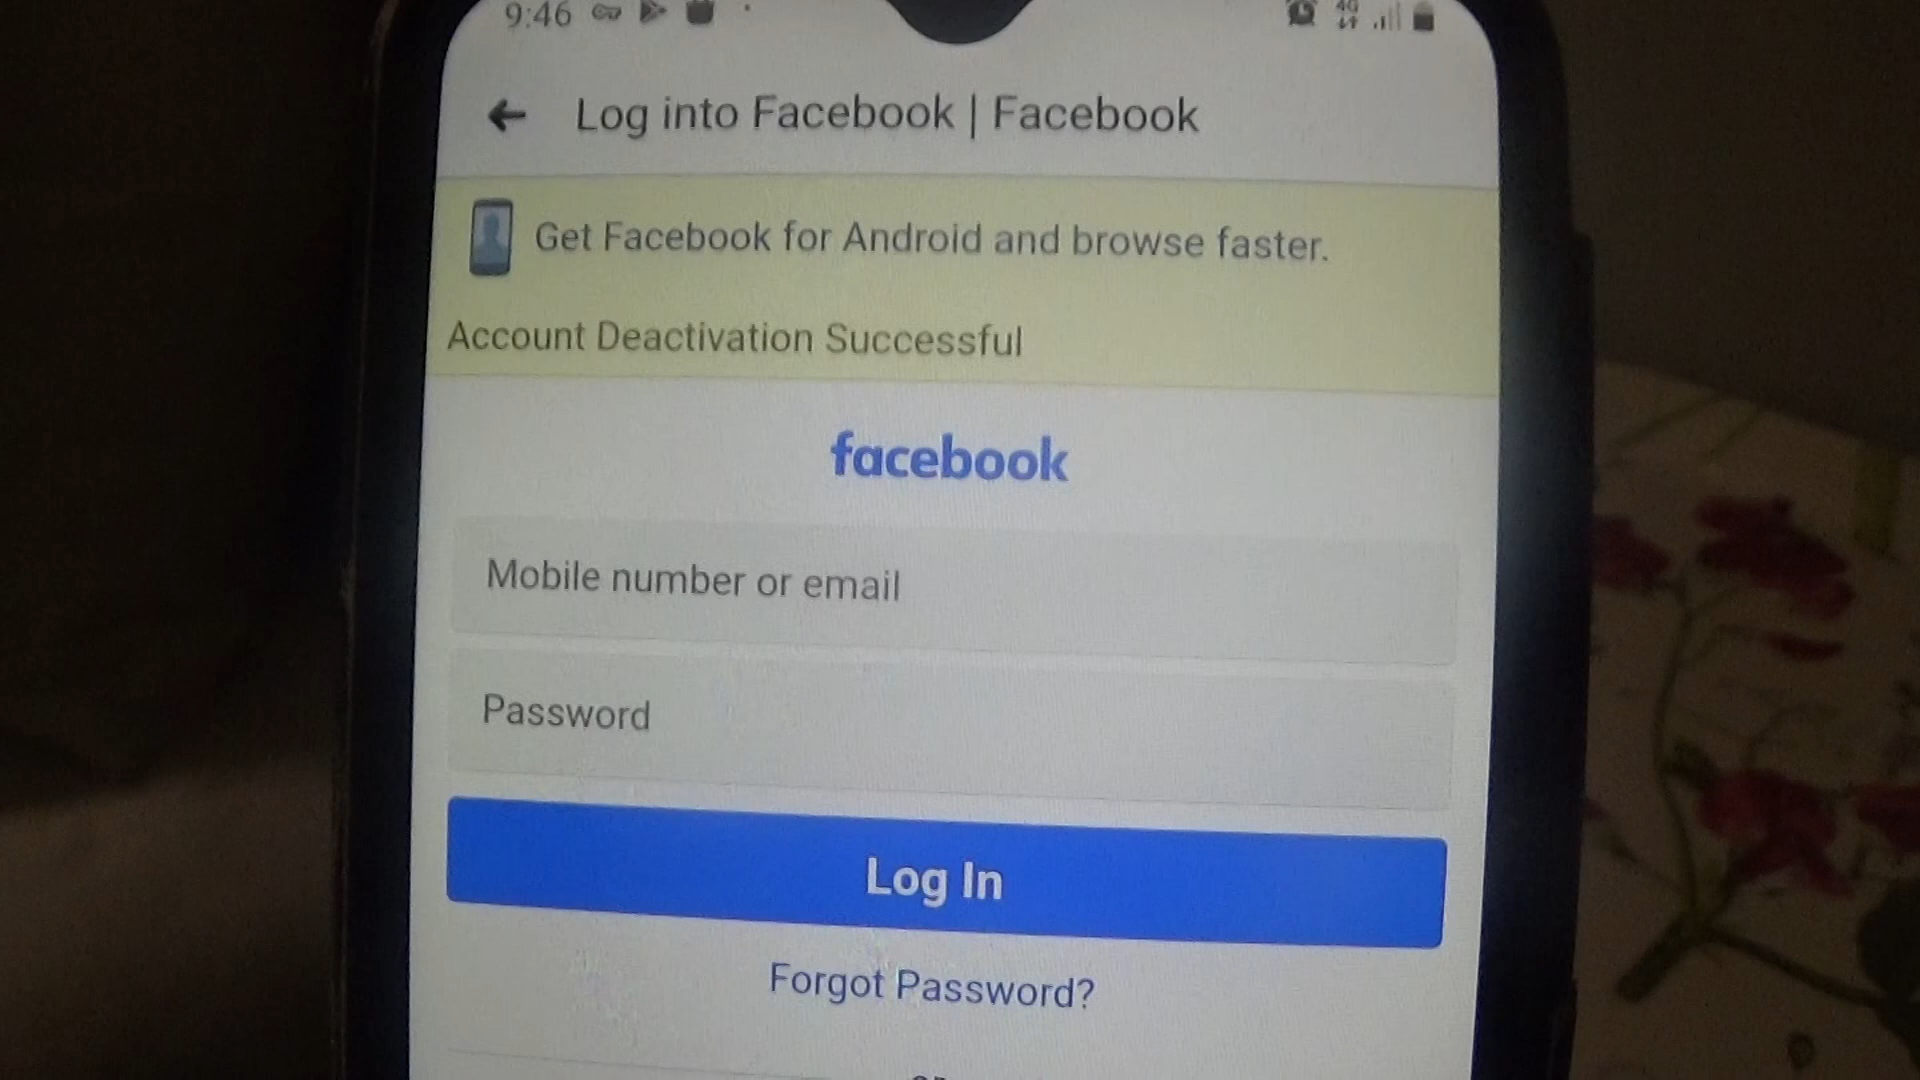 9:46 4G
Log into Facebook | Facebook
Get Facebook for Android and browse faster.
Account Deactivation Successful
facebook
Mobile number or email
Password
Log In
Forgot Password?